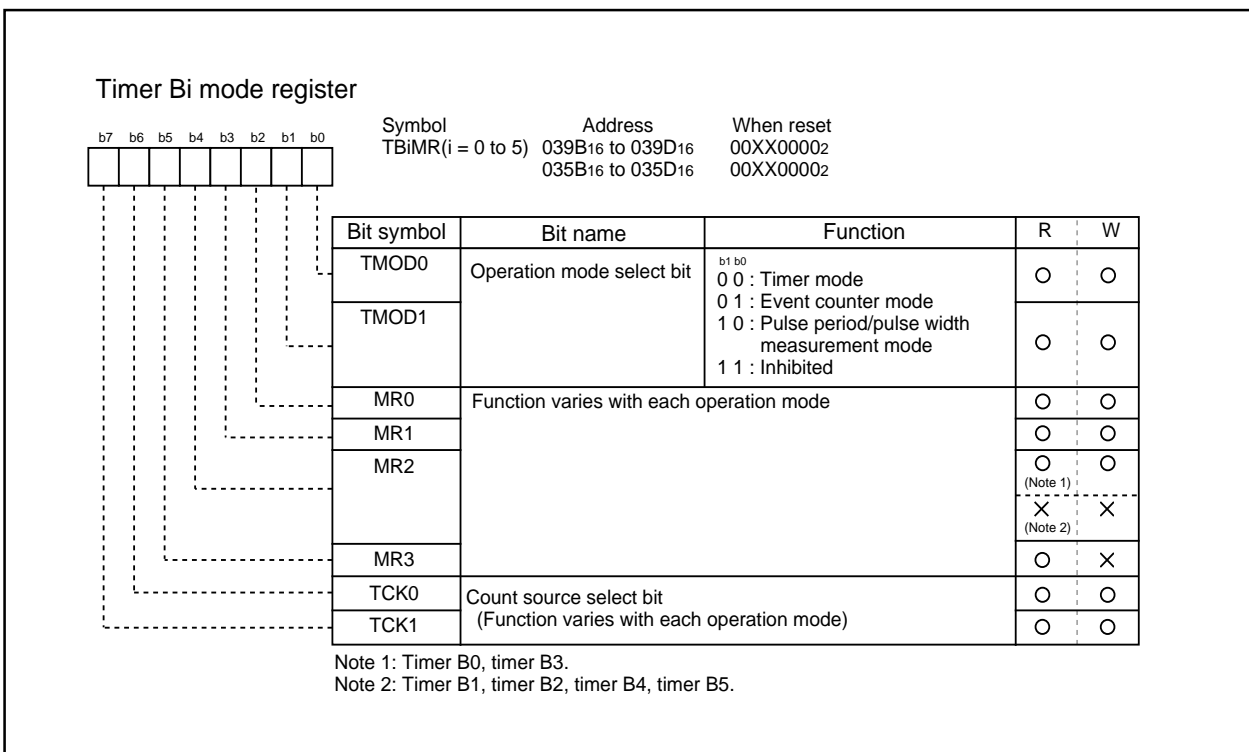 Timer Bi mode register
Symbol Address When reset
TBiMR(i = 0 to 5) 039B16 to 039D16 00XX00002
035B16 to 035D16 00XX00002
b7 b6 b5 b4 b3 b2 b1 b0
Bit symbol Bit name Function R W
TMOD0 Operation mode select bit
b1 b0
0 0 : Timer mode
0 1 : Event counter mode
TMOD1
1 0 : Pulse period/pulse width
measurement mode
1 1 : Inhibited
MR0 Function varies with each operation mode
MR1
MR2
(Note 1)
(Note 2)
MR3
TCK0 Count source select bit
TCK1 (Function varies with each operation mode)
Note 1: Timer B0, timer B3.
Note 2: Timer B1, timer B2, timer B4, timer B5.